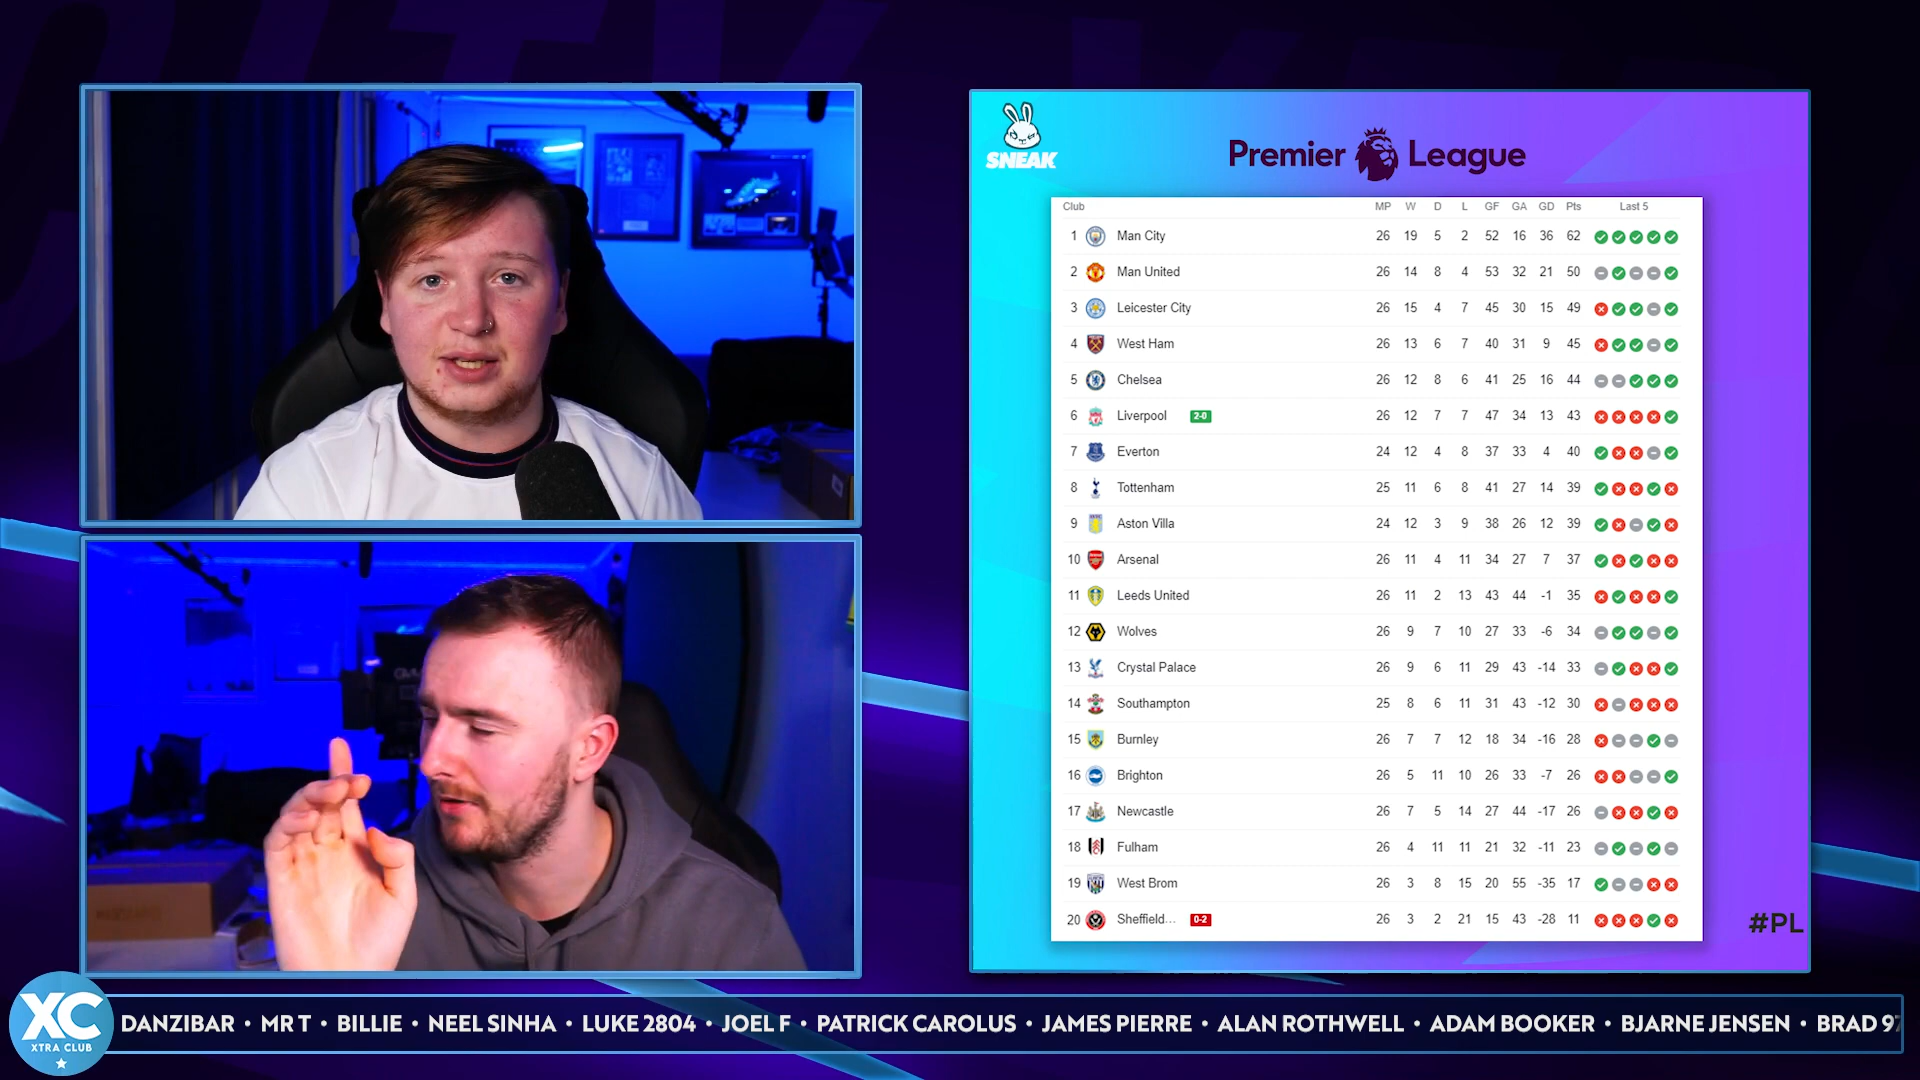 SNEAK
Premier League
Club MP W D L GF GA GD Pts Last 5
1 Man City 26 19 5 2 52 16 36 62
2 Man United 26 14 8 4 53 32 21 50
3 Leicester City 26 15 4 7 45 30 15 49
4 West Ham 26 13 6 7 40 31 9 45
5 Chelsea 26 12 8 6 41 25 16 44
6 Liverpool 2-0 26 12 7 7 47 34 13 43
7 Everton 24 12 4 8 37 33 4 40
8 Tottenham 25 11 6 8 41 27 14 39
9 Aston Villa 24 12 3 9 38 26 12 39
10 Arsenal 26 11 4 11 34 27 7 37
11 Leeds United 26 11 2 13 43 44 -1 35
12 Wolves 26 9 7 10 27 33 -6 34
13 Crystal Palace 26 9 6 11 29 43 -14 33
14 Southampton 25 8 6 11 31 43 -12 30
15 Burnley 26 7 7 12 18 34 -16 28
16 Brighton 26 5 11 10 26 33 -7 26
17 Newcastle 26 7 5 14 27 44 -17 26
18 Fulham 26 4 11 11 21 32 -11 23
19 West Brom 26 3 8 15 20 55 -35 17
20 Sheffield... 0-2 26 3 2 21 15 43 -28 11
#PL
XC
XTRA CLUB
DANZIBAR • MR T • BILLIE • NEEL SINHA • LUKE 2804 • JOEL F • PATRICK CAROLUS • JAMES PIERRE • ALAN ROTHWELL • ADAM BOOKER • BJARNE JENSEN • BRAD 97